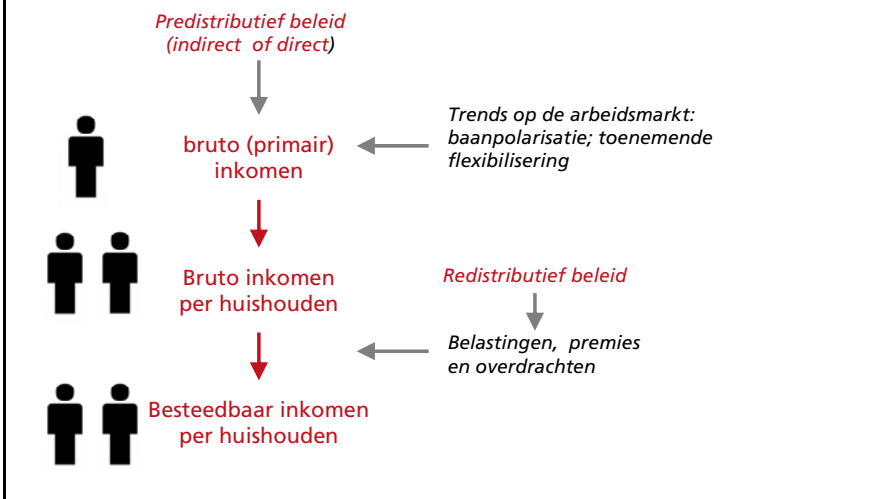 Predistributief beleid
(indirect of direct)
Trends op de arbeidsmarkt:
baanpolarisatie; toenemende
flexibilisering
bruto (primair)
inkomen
Bruto inkomen
per huishouden
Redistributief beleid
Belastingen, premies
en overdrachten
Besteedbaar inkomen
per huishouden